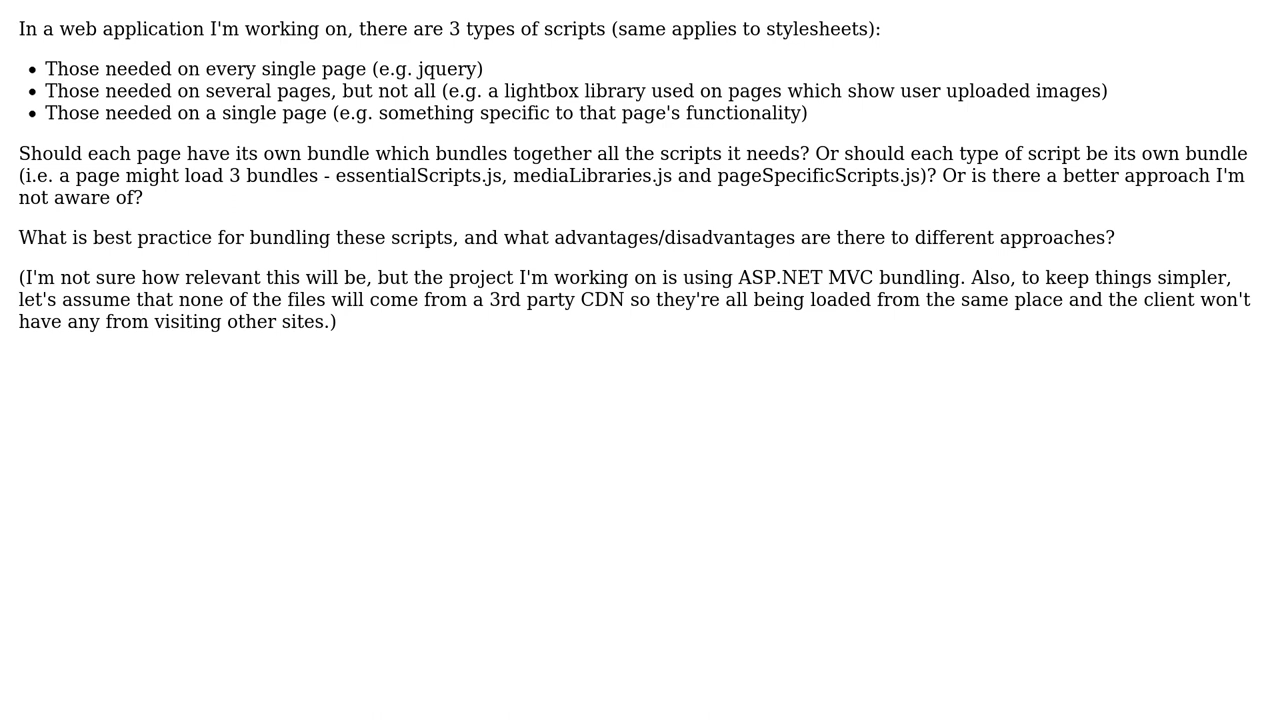 In a web application I'm working on, there are 3 types of scripts (same applies to stylesheets):
• Those needed on every single page (e.g. jquery)
• Those needed on several pages, but not all (e.g. a lightbox library used on pages which show user uploaded images)
• Those needed on a single page (e.g. something specific to that page's functionality)
Should each page have its own bundle which bundles together all the scripts it needs? Or should each type of script be its own bundle
(i.e. a page might load 3 bundles - essentialScripts.js, mediaLibraries.js and pageSpecificScripts.js)? Or is there a better approach I'm
not aware of?
What is best practice for bundling these scripts, and what advantages/disadvantages are there to different approaches?
(I'm not sure how relevant this will be, but the project I'm working on is using ASP.NET MVC bundling. Also, to keep things simpler,
let's assume that none of the files will come from a 3rd party CDN so they're all being loaded from the same place and the client won't
have any from visiting other sites.)